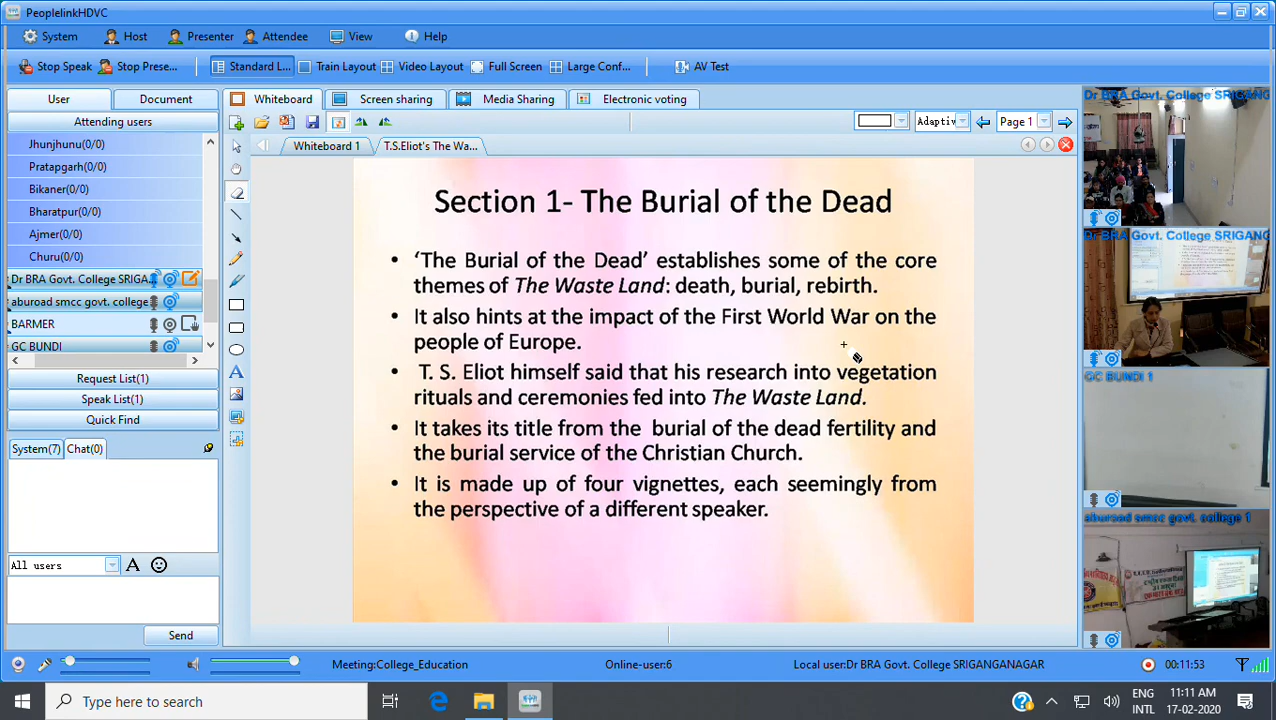 PeoplelinkHDVC
System Host Presenter Attendee View Help
Stop Speak Stop Prese... Standard L... Train Layout Video Layout Full Screen Large Conf... AV Test
User Document
Whiteboard Screen sharing Media Sharing Electronic voting
Attending users
Adaptiv Page 1
Whiteboard 1 T.S.Eliot's The Wa...
Jhunjhunu(0/0)
Pratapgarh(0/0)
Bikaner(0/0)
Bharatpur(0/0)
Ajmer(0/0)
Churu(0/0)
Dr BRA Govt. College SRIGA...
aburoad smcc govt. college
BARMER
GC BUNDI
Request List(1)
Speak List(1)
Quick Find
System(7) Chat(0)
All users
Send
Section 1- The Burial of the Dead
• ‘The Burial of the Dead’ establishes some of the core
themes of The Waste Land: death, burial, rebirth.
• It also hints at the impact of the First World War on the
people of Europe.
• T. S. Eliot himself said that his research into vegetation
rituals and ceremonies fed into The Waste Land.
• It takes its title from the burial of the dead fertility and
the burial service of the Christian Church.
• It is made up of four vignettes, each seemingly from
the perspective of a different speaker.
Dr BRA Govt. College SRIGANG
Dr BRA Govt. College SRIGANG
GC BUNDI 1
aburoad smcc govt. college 1
Meeting:College_Education Online-user:6 Local user:Dr BRA Govt. College SRIGANGANAGAR 00:11:53
Type here to search
ENG
INTL
11:11 AM
17-02-2020